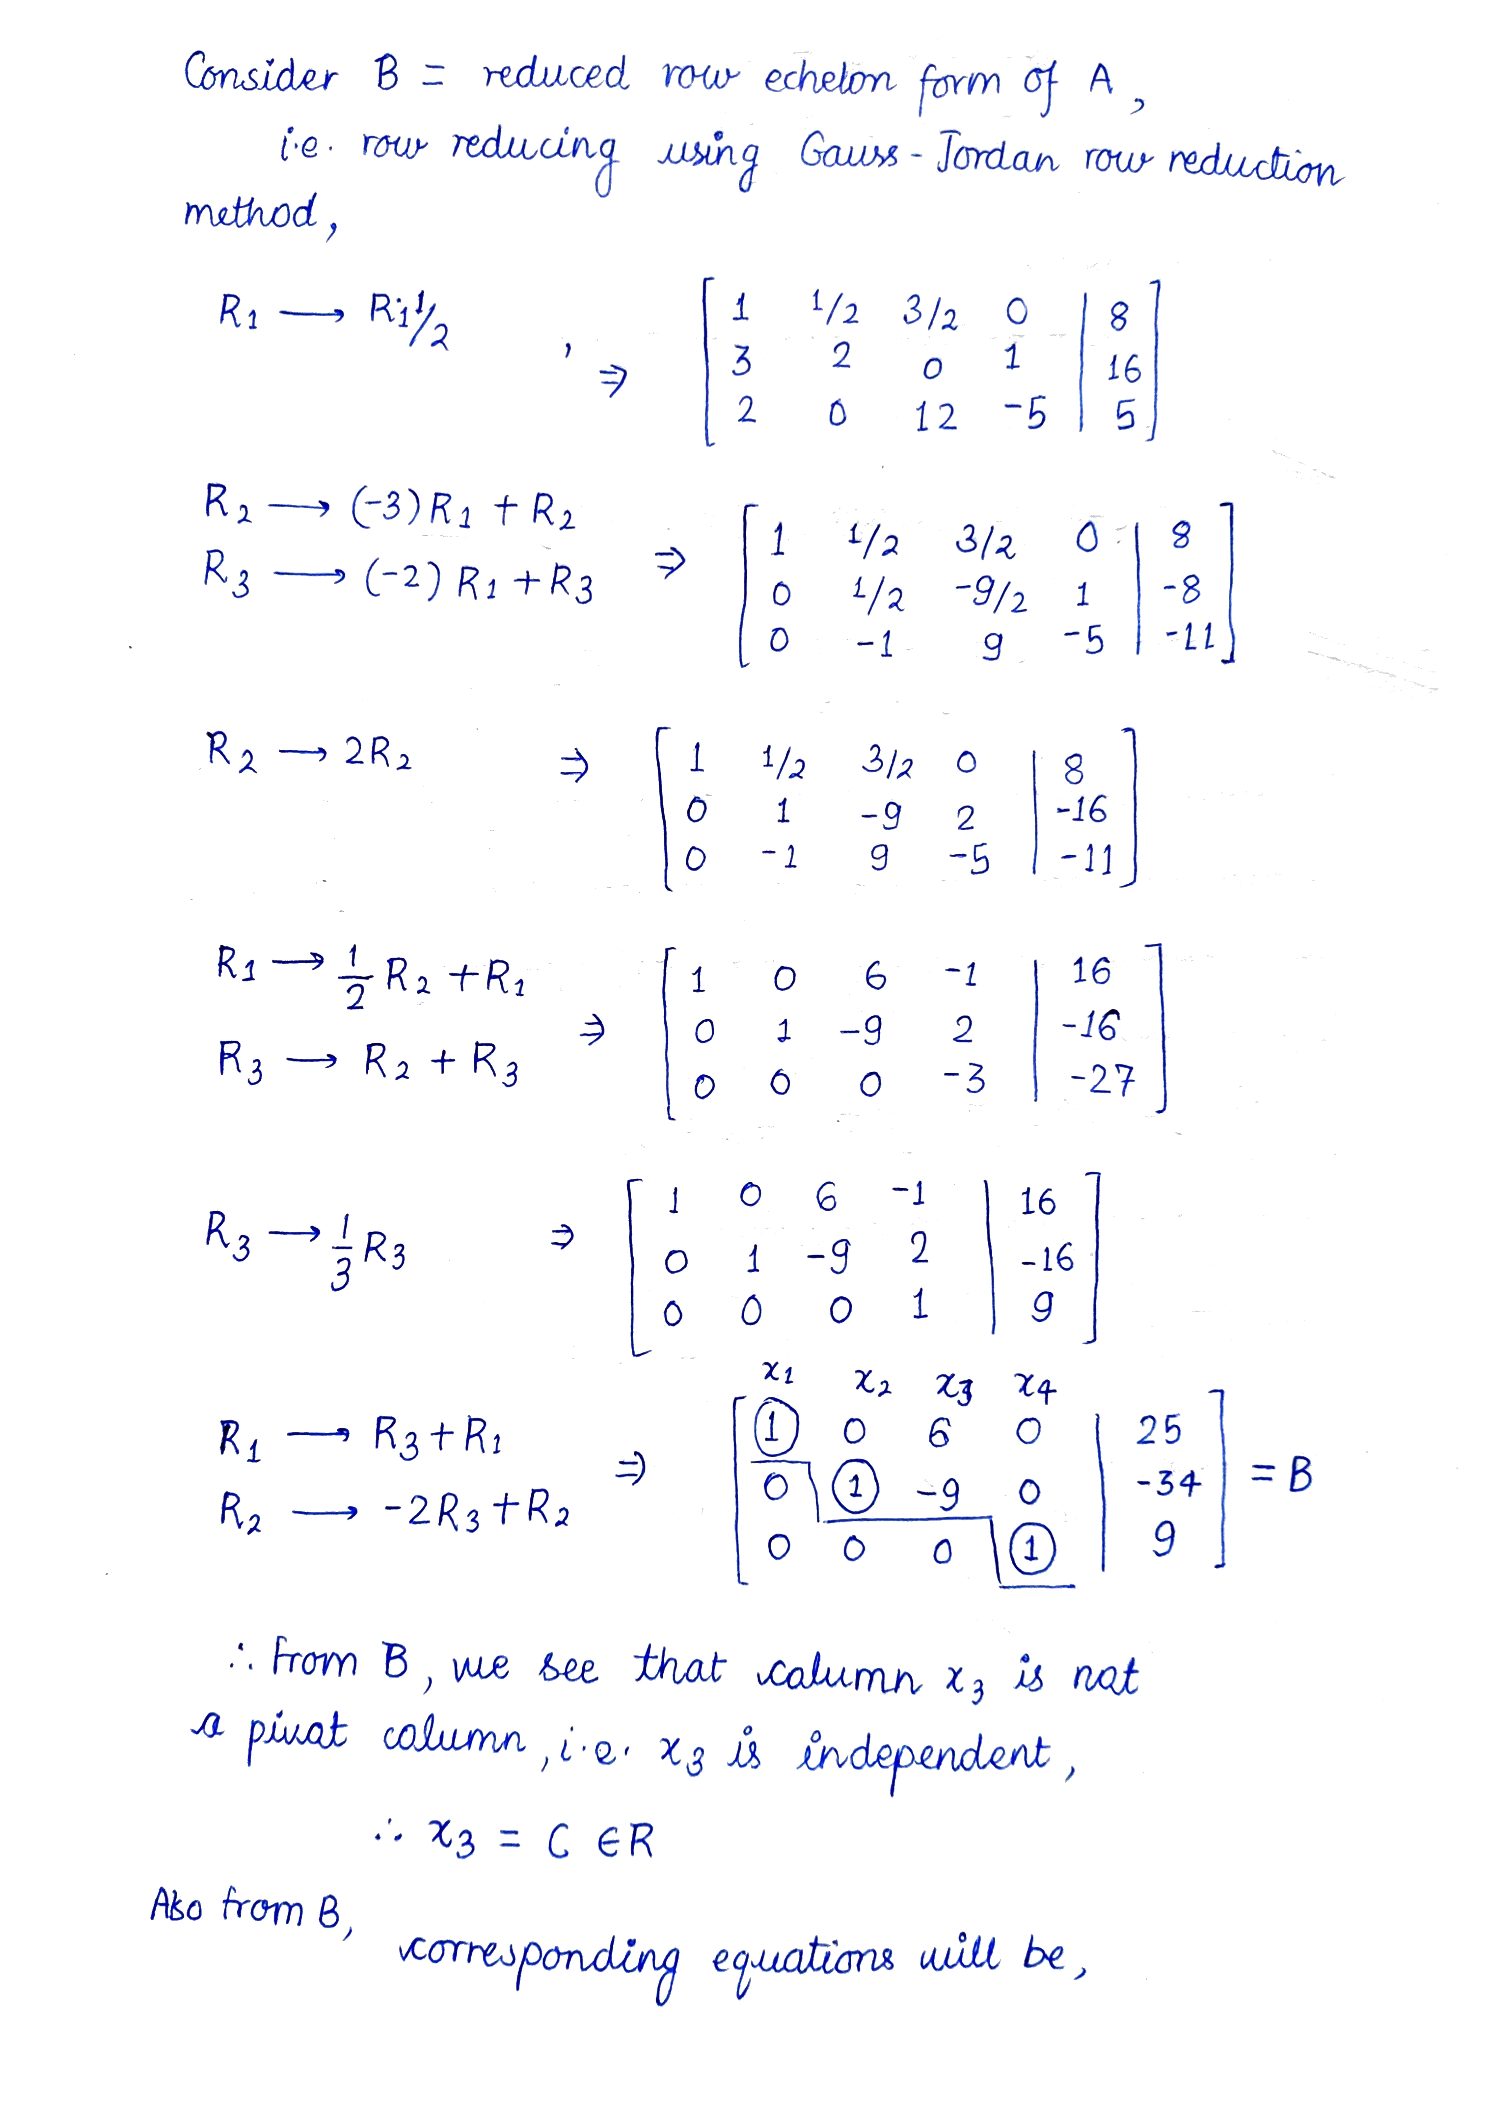 Consider B = reduced row echelon form of A,
i.e. row reducing using Gauss-Jordan row reduction
method,
R1 ⟶ R1 1/2 , ⇒
1 1/2 3/2 0 | 8
3 2 0 1 | 16
2 0 12 -5 | 5
R2 ⟶ (-3)R1 + R2
R3 ⟶ (-2)R1 + R3 ⇒
1 1/2 3/2 0 | 8
0 1/2 -9/2 1 | -8
0 -1 9 -5 | -11
R2 ⟶ 2R2 ⇒
1 1/2 3/2 0 | 8
0 1 -9 2 | -16
0 -1 9 -5 | -11
R1 ⟶ 1/2 R2 + R1
R3 ⟶ R2 + R3 ⇒
1 0 6 -1 | 16
0 1 -9 2 | -16
0 0 0 -3 | -27
R3 ⟶ 1/3 R3 ⇒
1 0 6 -1 | 16
0 1 -9 2 | -16
0 0 0 1 | 9
x1 x2 x3 x4
R1 ⟶ R3 + R1
R2 ⟶ -2R3 + R2 ⇒
1 0 6 0 | 25
0 1 -9 0 | -34 = B
0 0 0 1 | 9
∴ From B, we see that column x3 is not
a pivot column, i.e. x3 is independent,
∴ x3 = C ∈ R
Also from B,
corresponding equations will be,